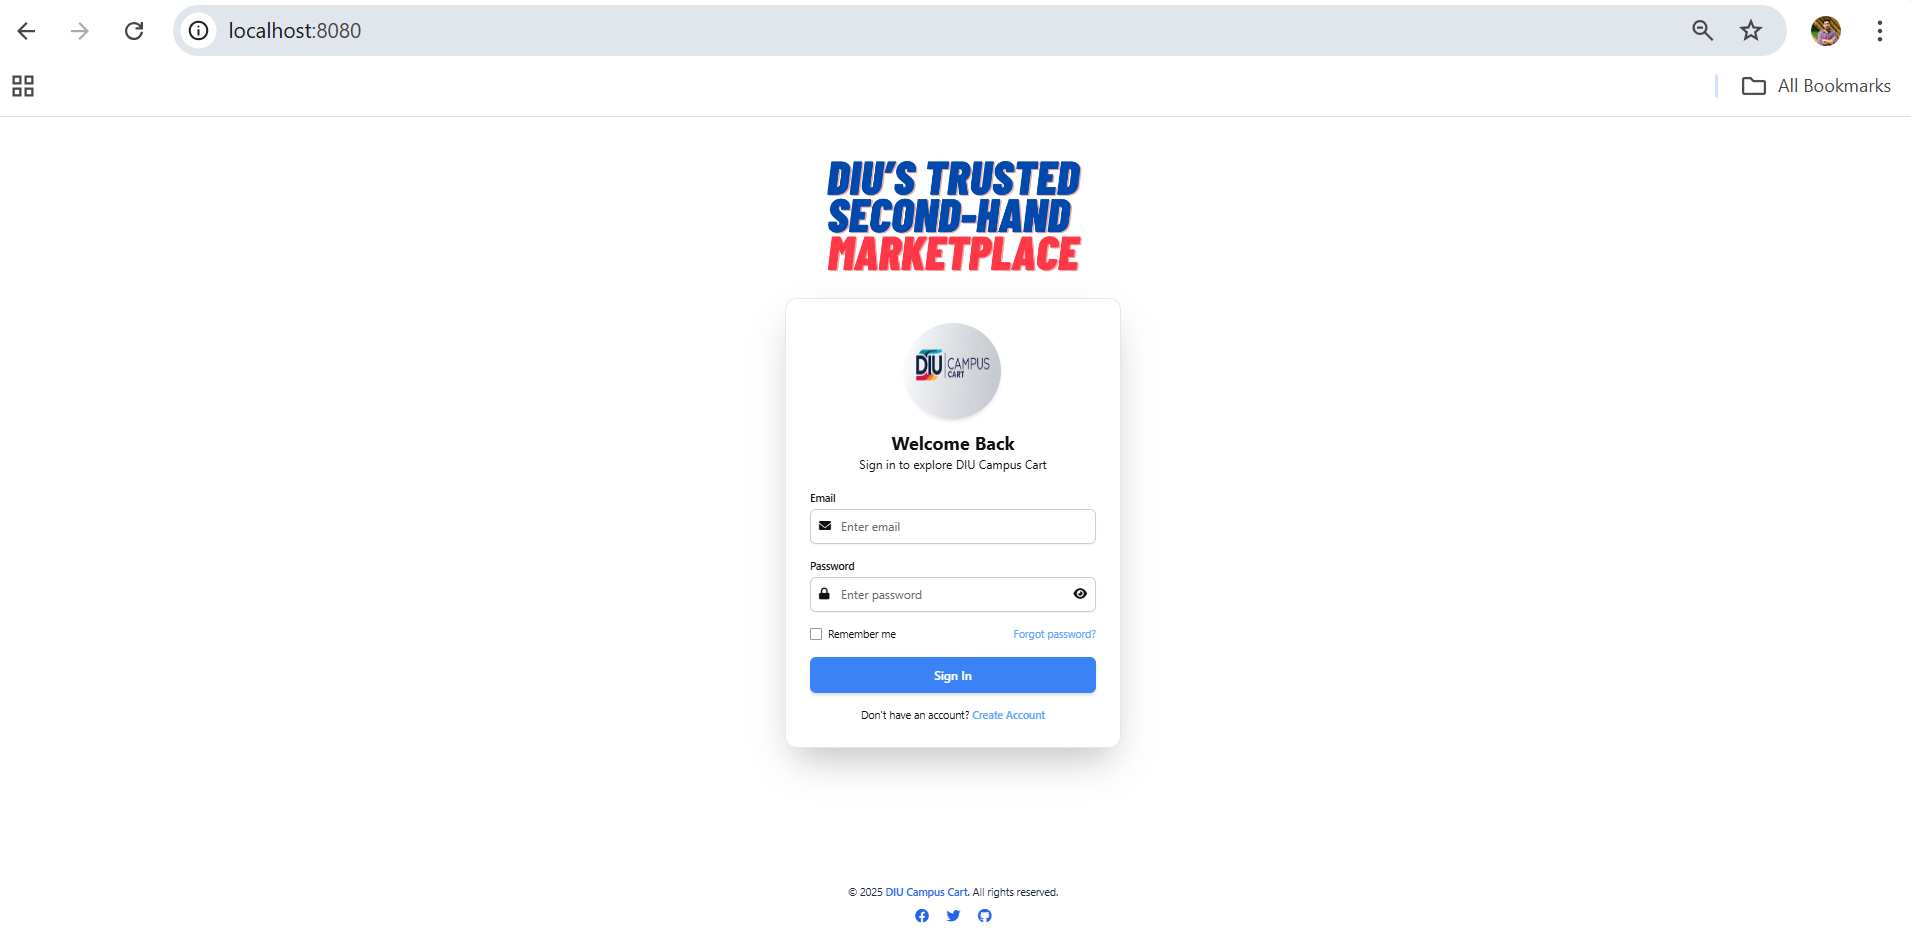 localhost:8080
All Bookmarks
DIU’S TRUSTED
SECOND-HAND
MARKETPLACE
DIU CAMPUS
CART
Welcome Back
Sign in to explore DIU Campus Cart
Email
Enter email
Password
Enter password
Remember me Forgot password?
Sign In
Don't have an account? Create Account
© 2025 DIU Campus Cart. All rights reserved.